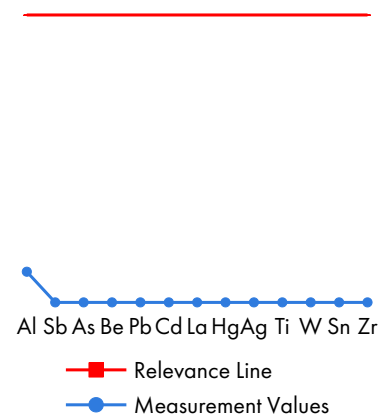 Al Sb As Be Pb Cd La Hg Ag Ti W Sn Zr
Relevance Line
Measurement Values